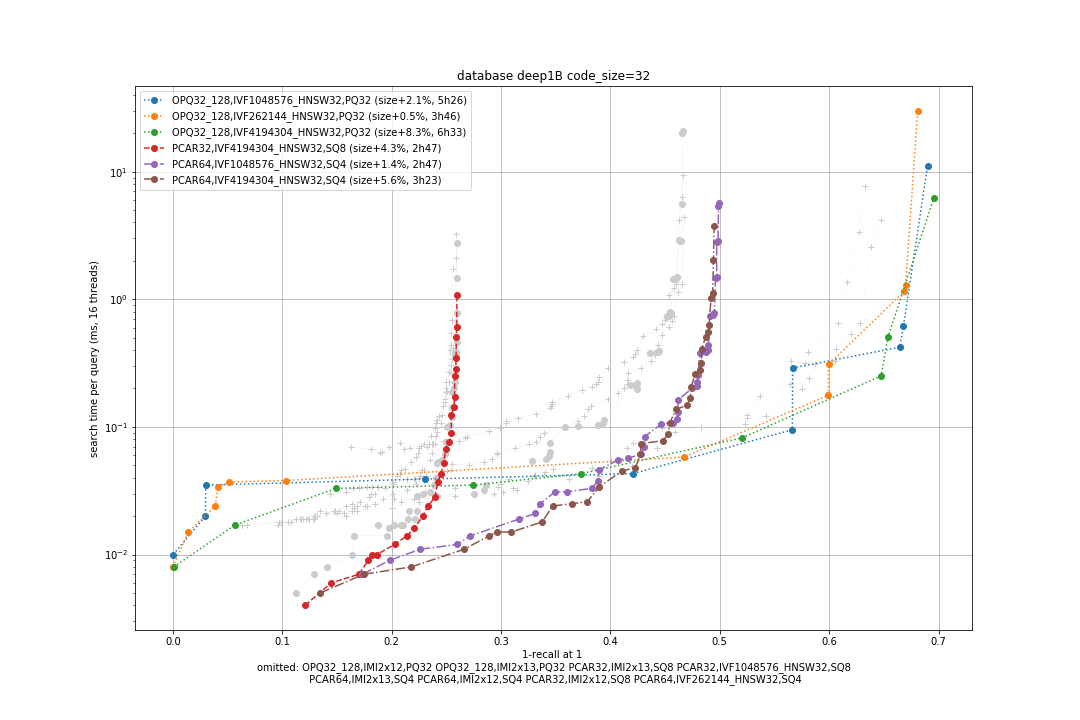 database deep1B code_size=32
OPQ32_128,IVF1048576_HNSW32,PQ32 (size+2.1%, 5h26)
OPQ32_128,IVF262144_HNSW32,PQ32 (size+0.5%, 3h46)
OPQ32_128,IVF4194304_HNSW32,PQ32 (size+8.3%, 6h33)
PCAR32,IVF4194304_HNSW32,SQ8 (size+4.3%, 2h47)
PCAR64,IVF1048576_HNSW32,SQ4 (size+1.4%, 2h47)
PCAR64,IVF4194304_HNSW32,SQ4 (size+5.6%, 3h23)
search time per query (ms, 16 threads)
10¹
10⁰
10⁻¹
10⁻²
0.0 0.1 0.2 0.3 0.4 0.5 0.6 0.7
1-recall at 1
omitted: OPQ32_128,IMI2x12,PQ32 OPQ32_128,IMI2x13,PQ32 PCAR32,IMI2x13,SQ8 PCAR32,IVF1048576_HNSW32,SQ8
PCAR64,IMI2x13,SQ4 PCAR64,IMI2x12,SQ4 PCAR32,IMI2x12,SQ8 PCAR64,IVF262144_HNSW32,SQ4